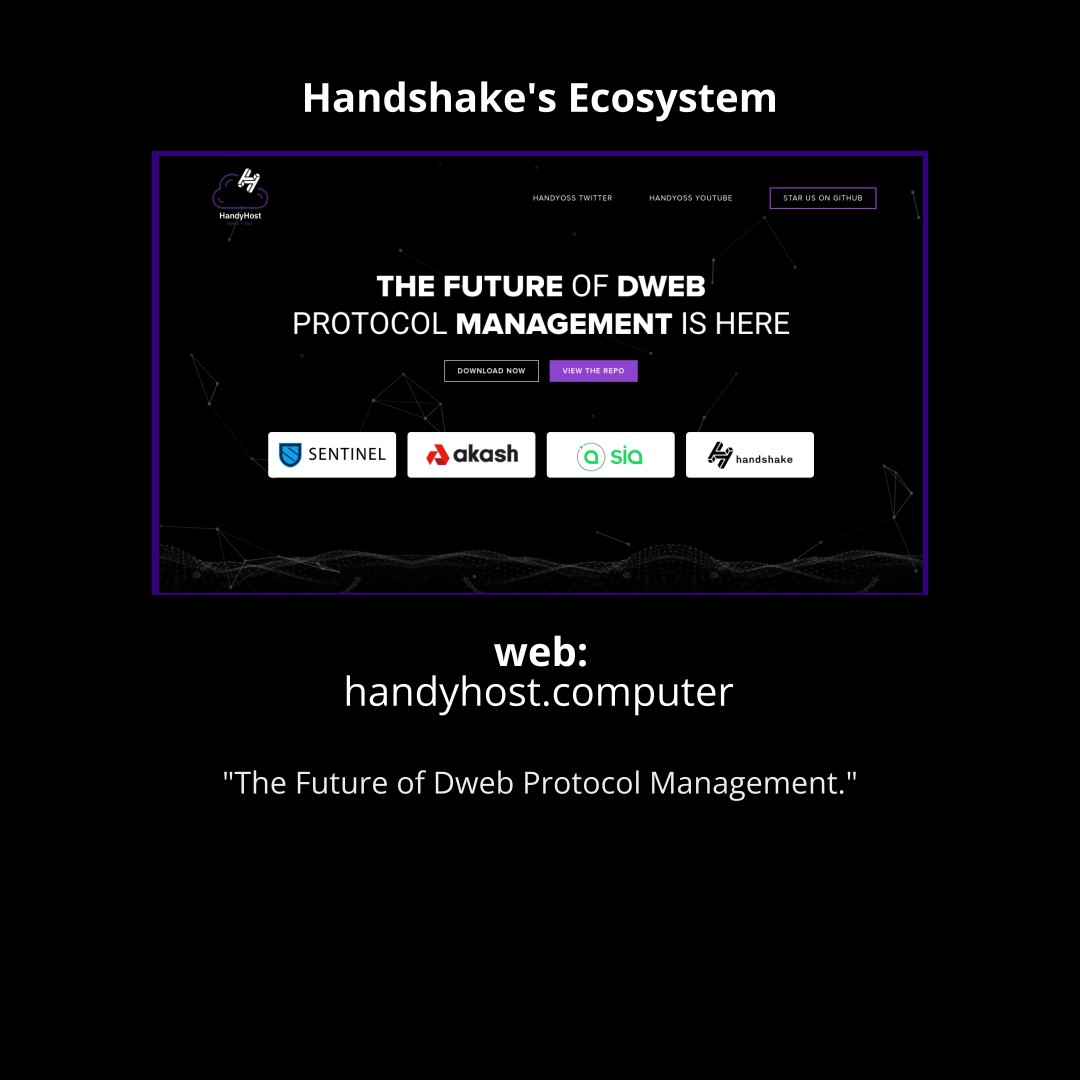 Handshake's Ecosystem
HandyHost
HANDYOSS TWITTER
HANDYOSS YOUTUBE
STAR US ON GITHUB
THE FUTURE OF DWEB
PROTOCOL MANAGEMENT IS HERE
DOWNLOAD NOW
VIEW THE REPO
SENTINEL
akash
sia
handshake
web:
handyhost.computer
"The Future of Dweb Protocol Management."